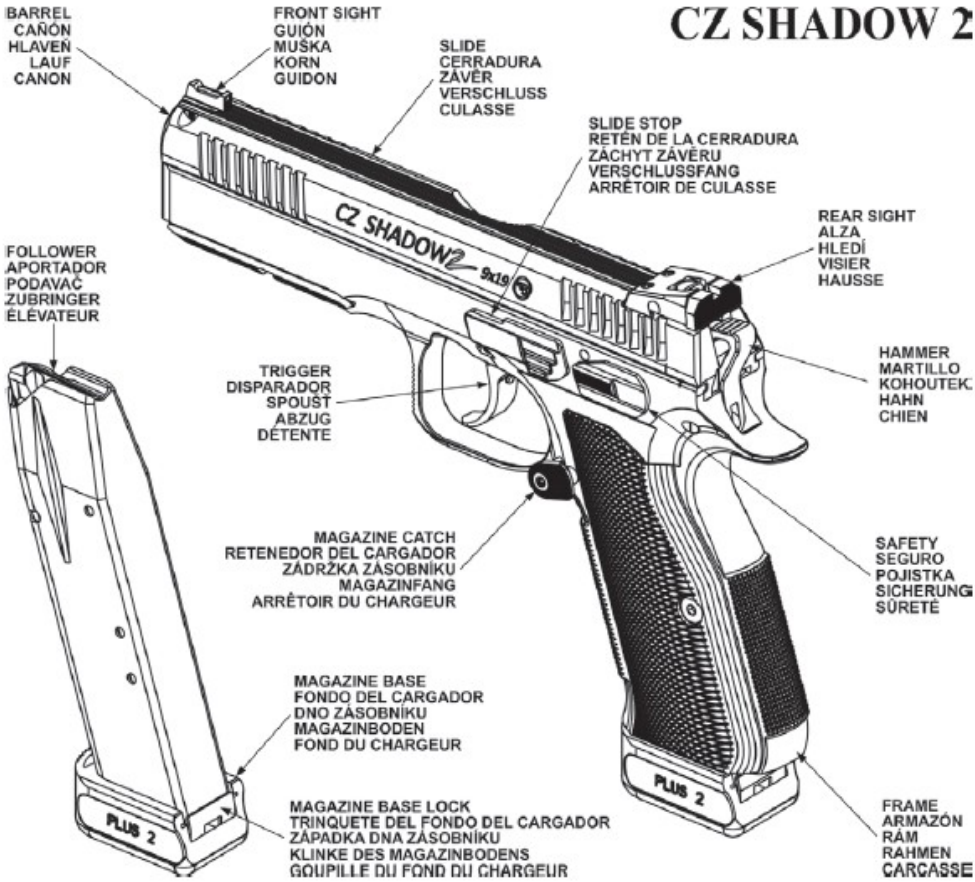 CZ SHADOW 2
BARREL
CAÑÓN
HLAVEŇ
LAUF
CANON
FRONT SIGHT
GUIÓN
MUŠKA
KORN
GUIDON
SLIDE
CERRADURA
ZÁVĚR
VERSCHLUSS
CULASSE
SLIDE STOP
RETÉN DE LA CERRADURA
ZÁCHYT ZÁVĚRU
VERSCHLUSSFANG
ARRÊTOIR DE CULASSE
REAR SIGHT
ALZA
HLEDÍ
VISIER
HAUSSE
CZ SHADOW 2
9x19
FOLLOWER
APORTADOR
PODAVAČ
ZUBRINGER
ÉLÉVATEUR
TRIGGER
DISPARADOR
SPOUST
ABZUG
DÉTENTE
HAMMER
MARTILLO
KOHOUTEK
HAHN
CHIEN
MAGAZINE CATCH
RETENEDOR DEL CARGADOR
ZÁDRŽKA ZÁSOBNÍKU
MAGAZINFANG
ARRÊTOIR DU CHARGEUR
SAFETY
SEGURO
POJISTKA
SICHERUNG
SÛRETÉ
MAGAZINE BASE
FONDO DEL CARGADOR
DNO ZÁSOBNÍKU
MAGAZINBODEN
FOND DU CHARGEUR
MAGAZINE BASE LOCK
TRINQUETE DEL FONDO DEL CARGADOR
ZÁPADKA DNA ZÁSOBNÍKU
KLINKE DES MAGAZINBODENS
GOUPILLE DU FOND DU CHARGEUR
PLUS 2
PLUS 2
FRAME
ARMAZÓN
RÁM
RAHMEN
CARCASSE